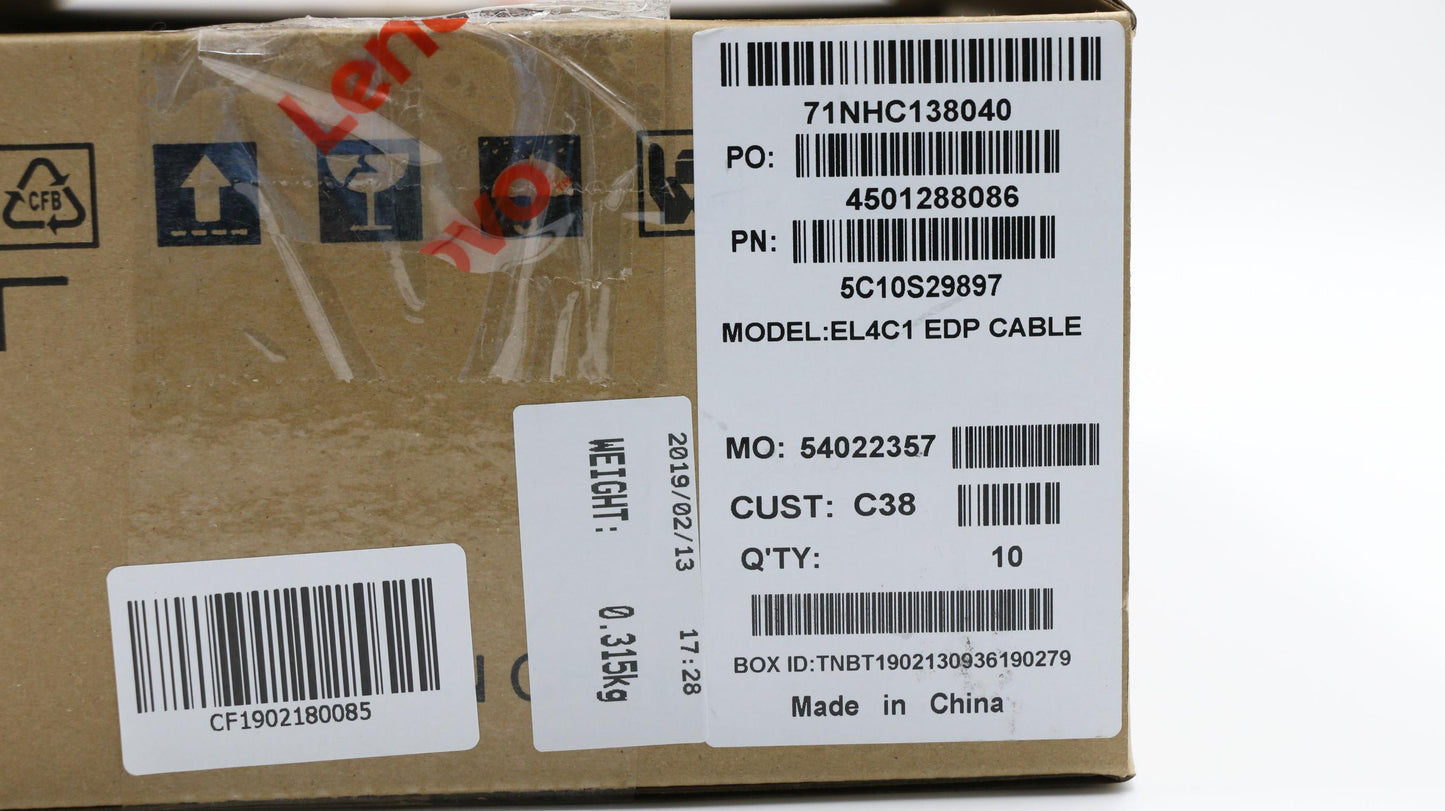 Lenovo
CFB
71NHC138040
PO:
4501288086
PN:
5C10S29897
MODEL:EL4C1 EDP CABLE
MO: 54022357
CUST: C38
Q'TY: 10
BOX ID:TNBT1902130936190279
Made in China
2019/02/13 17:28
WEIGHT: 0.315kg
CF1902180085